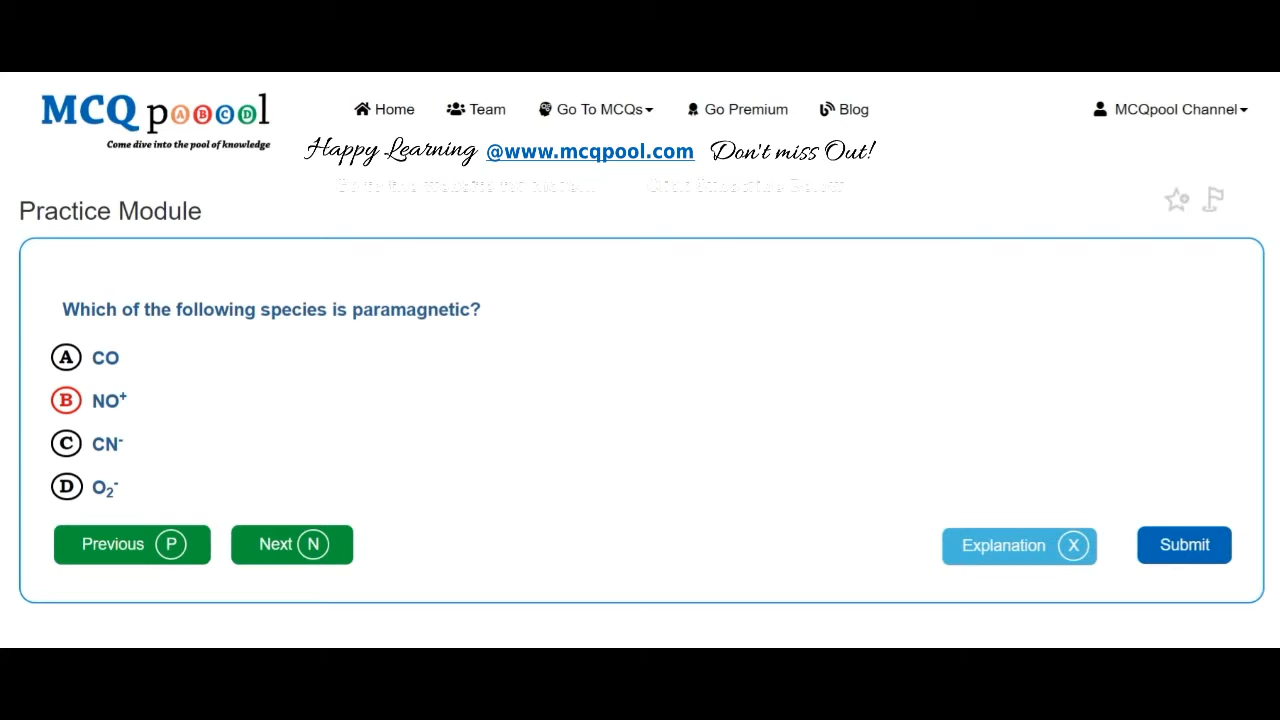 MCQ pooool
Come dive into the pool of knowledge
Home Team Go To MCQs Go Premium Blog MCQpool Channel
Happy Learning @www.mcqpool.com Don't miss Out!
Practice Module
Which of the following species is paramagnetic?
A CO
B NO⁺
C CN⁻
D O₂⁻
Previous P Next N Explanation X Submit